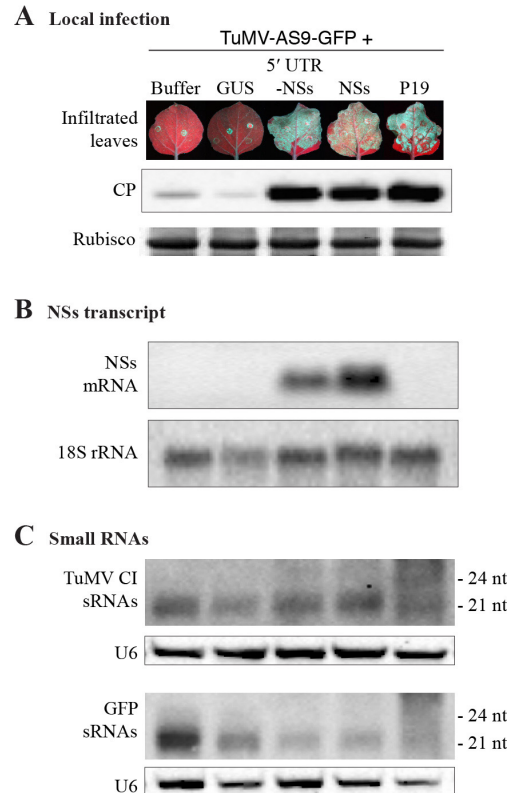 A Local infection
TuMV-AS9-GFP +
5′ UTR
Buffer GUS -NSs NSs P19
Infiltrated
leaves
CP
Rubisco
B NSs transcript
NSs
mRNA
18S rRNA
C Small RNAs
TuMV CI
sRNAs
- 24 nt
- 21 nt
U6
GFP
sRNAs
- 24 nt
- 21 nt
U6